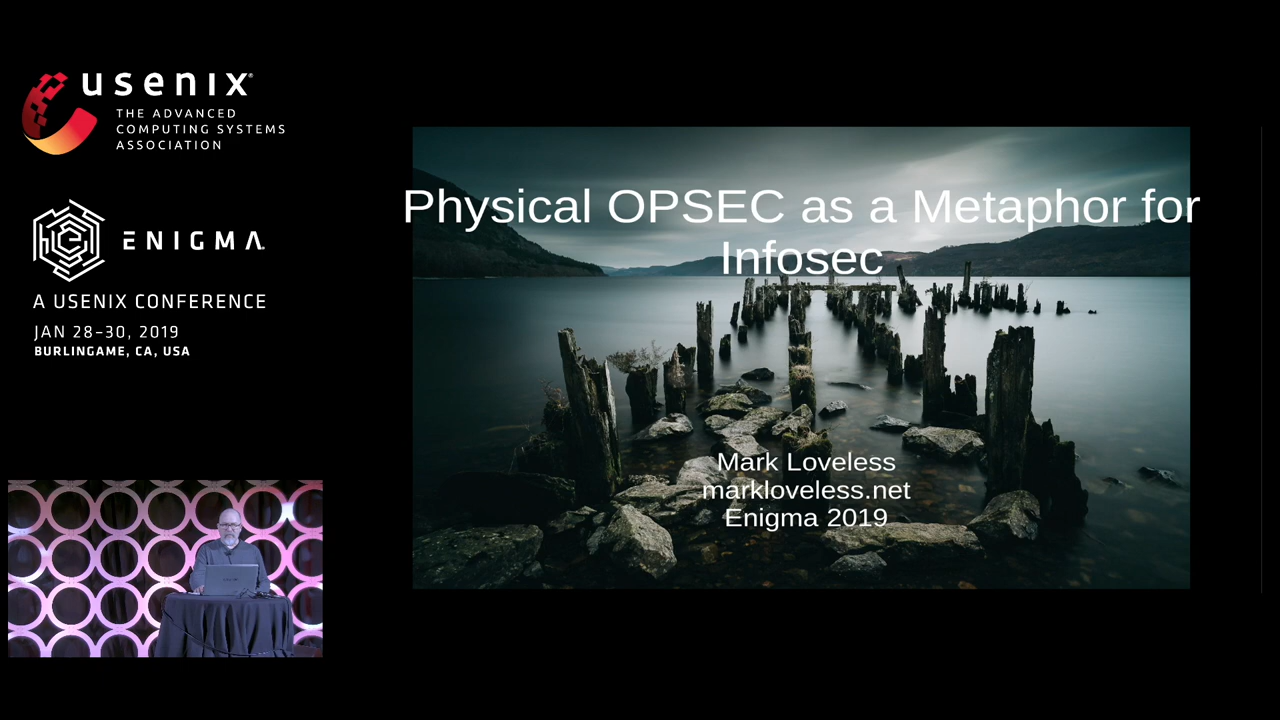 usenix®
THE ADVANCED
COMPUTING SYSTEMS
ASSOCIATION
ENIGMA
A USENIX CONFERENCE
JAN 28–30, 2019
BURLINGAME, CA, USA
Physical OPSEC as a Metaphor for
Infosec
Mark Loveless
markloveless.net
Enigma 2019